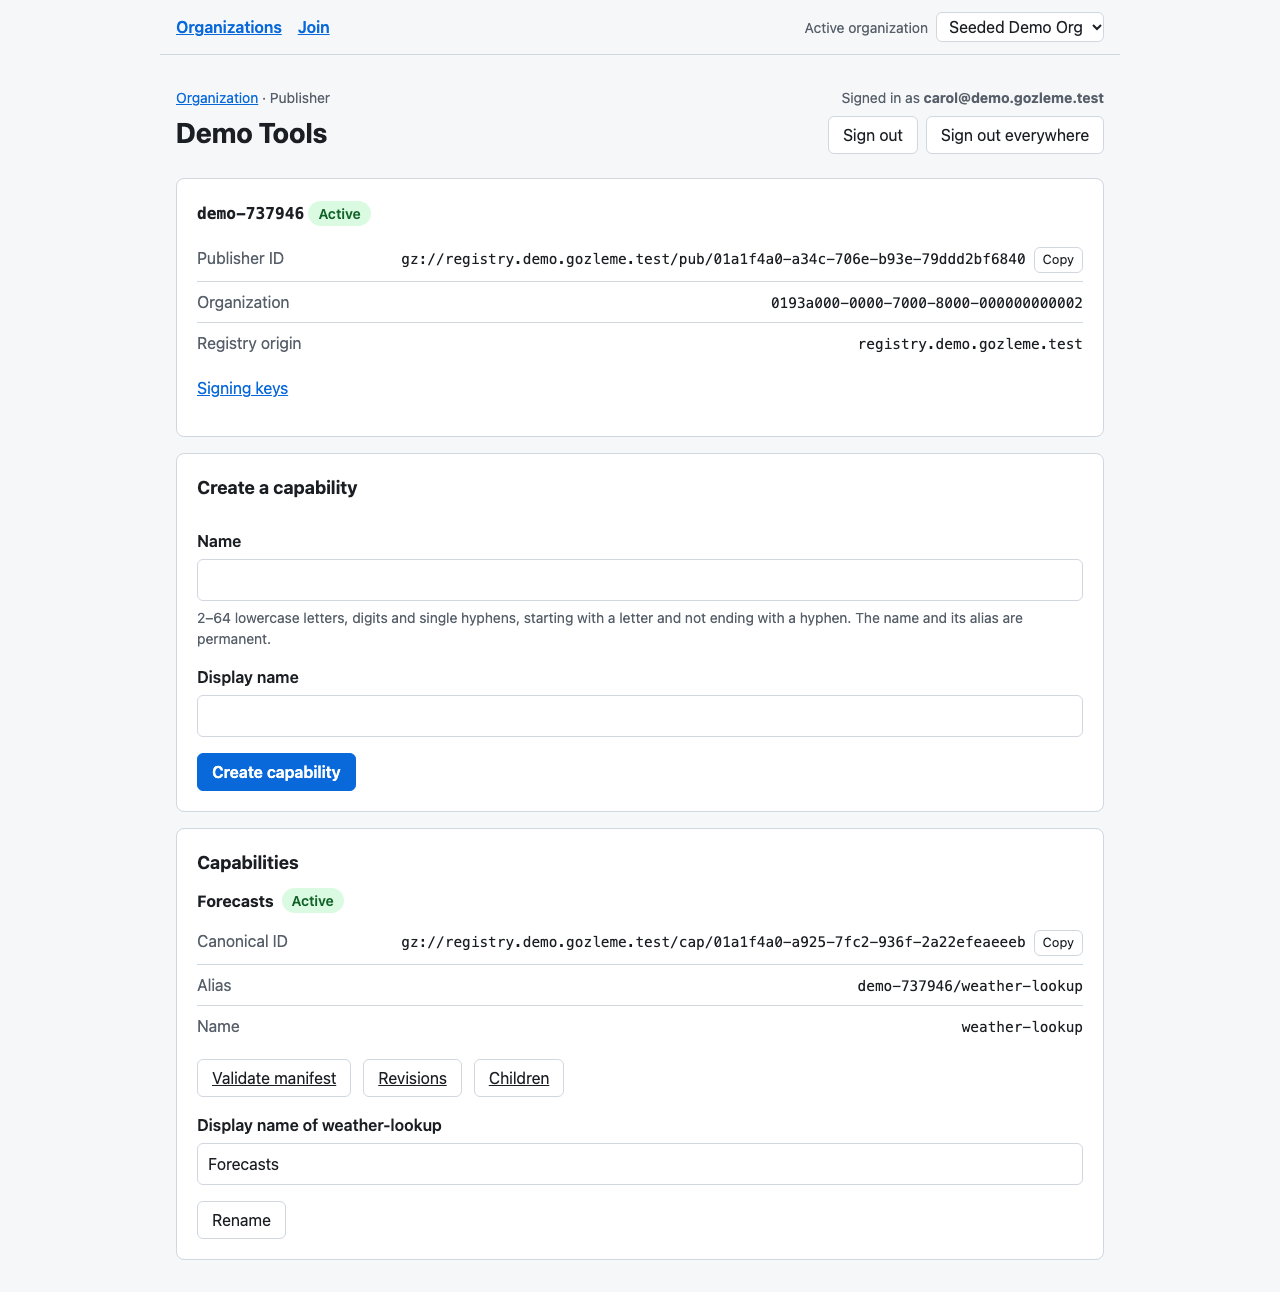 Organizations Join Active organization Seeded Demo Org
Organization · Publisher Signed in as carol@demo.gozleme.test
Demo Tools Sign out Sign out everywhere
demo-737946 Active
Publisher ID gz://registry.demo.gozleme.test/pub/01a1f4a0-a34c-706e-b93e-79ddd2bf6840 Copy
Organization 0193a000-0000-7000-8000-000000000002
Registry origin registry.demo.gozleme.test
Signing keys
Create a capability
Name
2–64 lowercase letters, digits and single hyphens, starting with a letter and not ending with a hyphen. The name and its alias are
permanent.
Display name
Create capability
Capabilities
Forecasts Active
Canonical ID gz://registry.demo.gozleme.test/cap/01a1f4a0-a925-7fc2-936f-2a22efeaeeeb Copy
Alias demo-737946/weather-lookup
Name weather-lookup
Validate manifest Revisions Children
Display name of weather-lookup
Forecasts
Rename